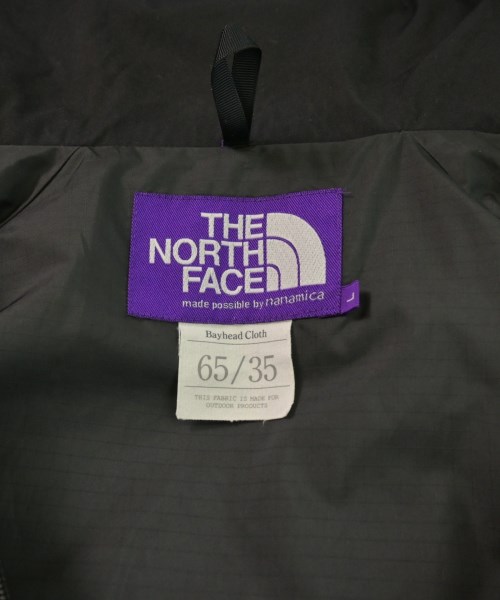 THE
NORTH
FACE
made possible by nanamica
L
Bayhead Cloth
65/35
THIS FABRIC IS MADE FOR
OUTDOOR PRODUCTS